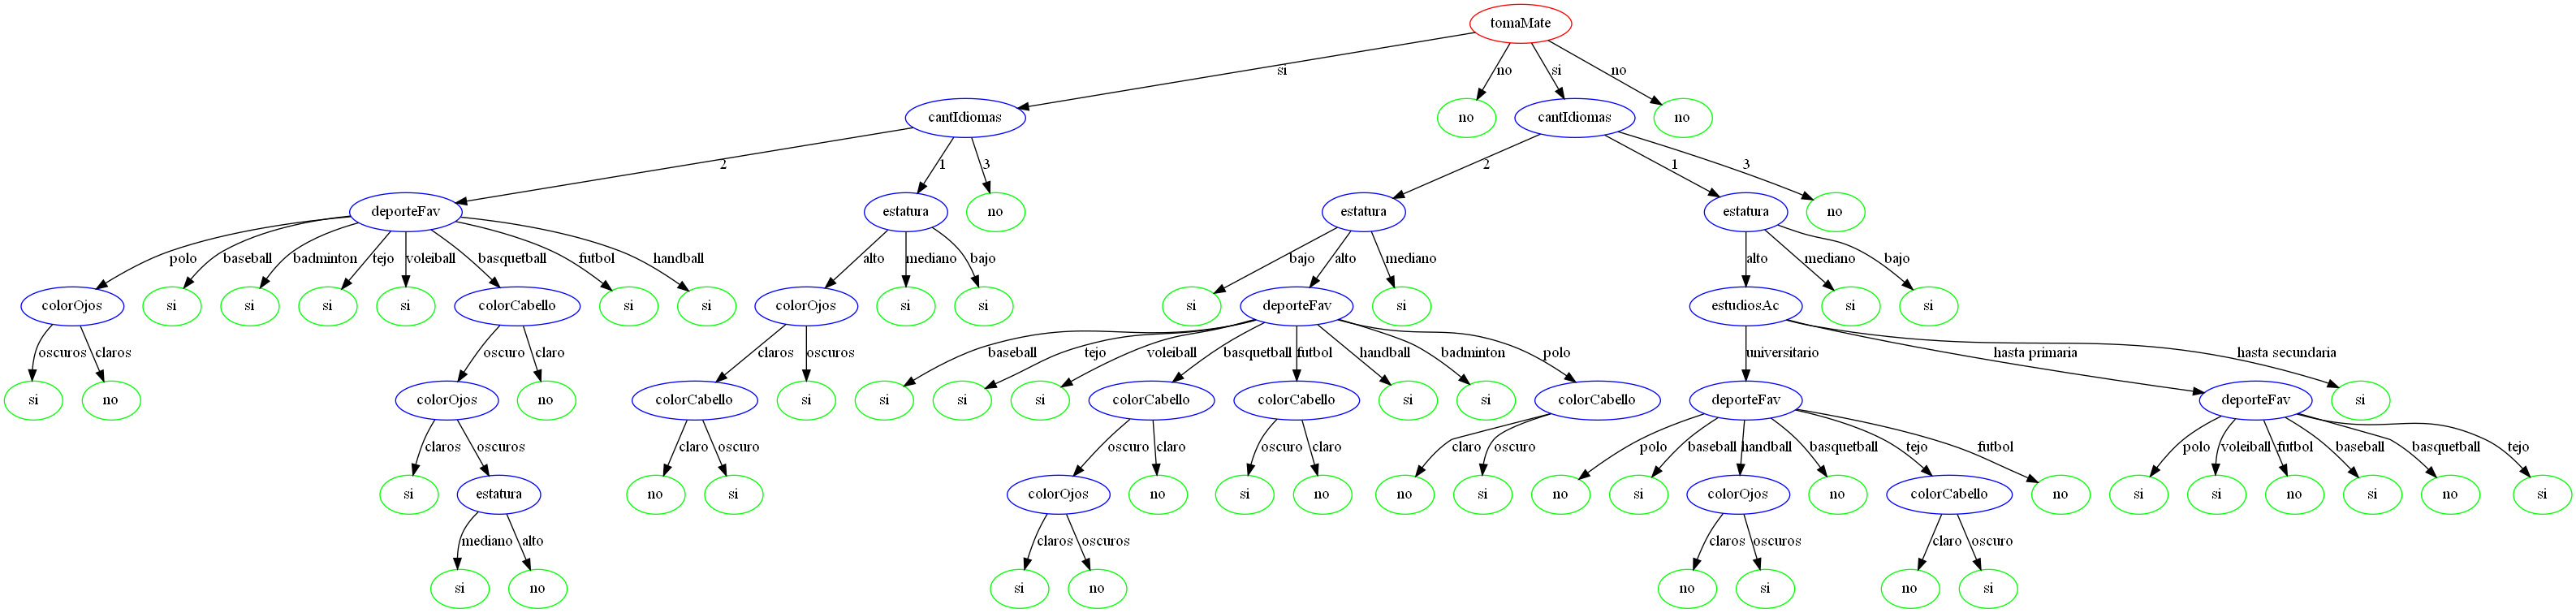 tomaMate
si no si no
cantIdiomas no cantIdiomas no
2 1 3 2 1 3
deporteFav estatura no estatura estatura no
polo baseball badminton tejo voleiball basquetball futbol handball alto mediano bajo bajo alto mediano alto mediano bajo
colorOjos si si si si colorCabello si si colorOjos si si si deporteFav si estudiosAc si si
oscuros claros oscuro claro claros oscuros baseball tejo voleiball basquetball futbol handball badminton polo universitario hasta primaria hasta secundaria
si no colorOjos no colorCabello si si si si colorCabello colorCabello si si colorCabello deporteFav deporteFav si
claros oscuros claro oscuro oscuro claro oscuro claro claro oscuro polo baseball handball basquetball tejo futbol polo voleiball futbol baseball basquetball tejo
si estatura no si colorOjos no si no no si no si colorOjos no colorCabello no si si no si no si
mediano alto claros oscuros claros oscuros claro oscuro
si no si no no si no si